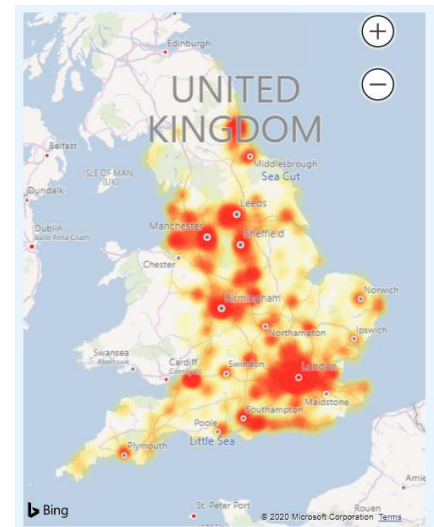 Edinburgh
UNITED
KINGDOM
Belfast
ISLE OF MAN
(UK)
Middlesbrough
Sea Cut
Dundalk
Leeds
Dublin
Baile Átha Cliath
Manchester
Sheffield
Chester
Norwich
Birmingham
Northampton
Ipswich
Swansea
Abertawe
Cardiff
Swindon
London
Maidstone
Southampton
Poole
Little Sea
Plymouth
St. Peter Port
Rouen
Bing
© 2020 Microsoft Corporation Terms